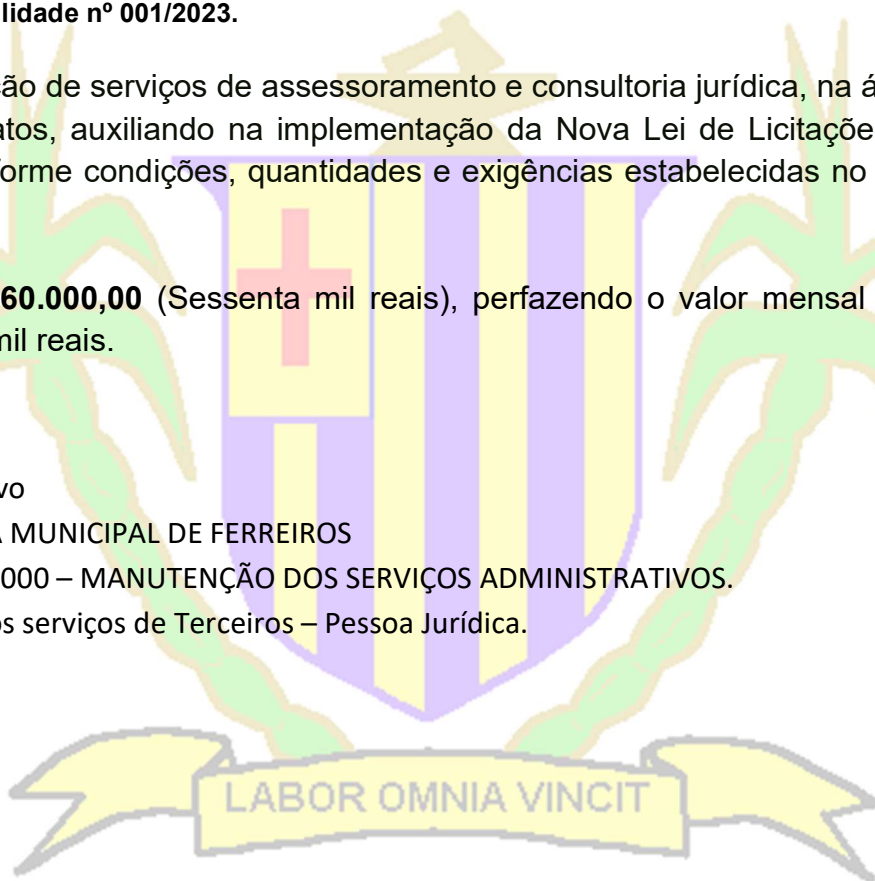 lidade nº 001/2023.
ção de serviços de assessoramento e consultoria jurídica, na á
atos, auxiliando na implementação da Nova Lei de Licitaçõe
forme condições, quantidades e exigências estabelecidas no
60.000,00 (Sessenta mil reais), perfazendo o valor mensal
mil reais.
vo
A MUNICIPAL DE FERREIROS
000 – MANUTENÇÃO DOS SERVIÇOS ADMINISTRATIVOS.
os serviços de Terceiros – Pessoa Jurídica.
LABOR OMNIA VINCIT